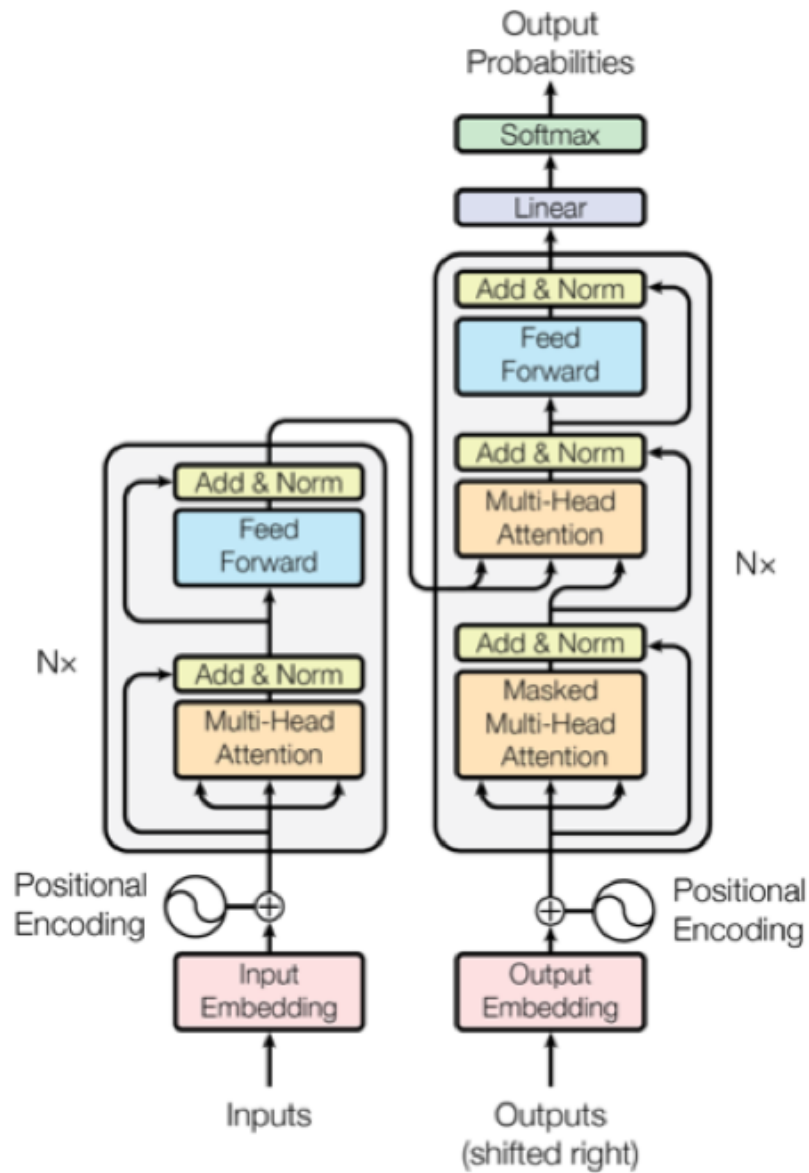 Output
Probabilities
Softmax
Linear
Add & Norm
Feed
Forward
Add & Norm
Multi-Head
Attention
Nx
Add & Norm
Masked
Multi-Head
Attention
Add & Norm
Feed
Forward
Nx
Add & Norm
Multi-Head
Attention
Positional
Encoding
Positional
Encoding
Input
Embedding
Output
Embedding
Inputs
Outputs
(shifted right)